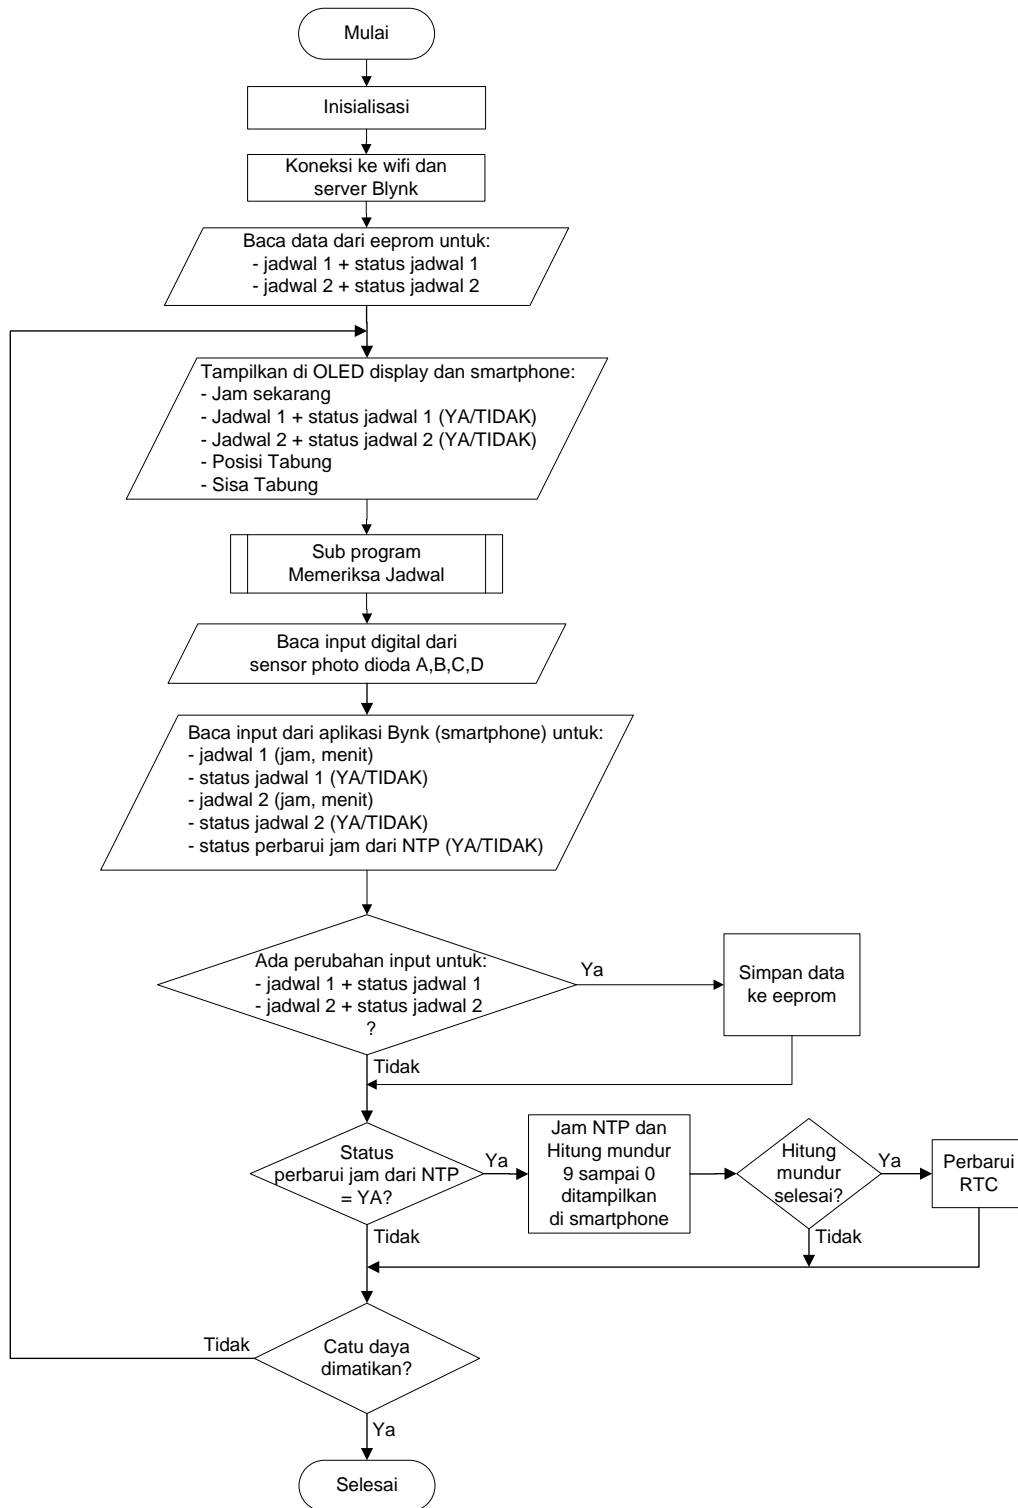 Mulai
Inisialisasi
Koneksi ke wifi dan
server Blynk
Baca data dari eeprom untuk:
- jadwal 1 + status jadwal 1
- jadwal 2 + status jadwal 2
Tampilkan di OLED display dan smartphone:
- Jam sekarang
- Jadwal 1 + status jadwal 1 (YA/TIDAK)
- Jadwal 2 + status jadwal 2 (YA/TIDAK)
- Posisi Tabung
- Sisa Tabung
Sub program
Memeriksa Jadwal
Baca input digital dari
sensor photo dioda A,B,C,D
Baca input dari aplikasi Bynk (smartphone) untuk:
- jadwal 1 (jam, menit)
- status jadwal 1 (YA/TIDAK)
- jadwal 2 (jam, menit)
- status jadwal 2 (YA/TIDAK)
- status perbarui jam dari NTP (YA/TIDAK)
Ada perubahan input untuk:
- jadwal 1 + status jadwal 1
- jadwal 2 + status jadwal 2
?
Ya
Simpan data
ke eeprom
Tidak
Status
perbarui jam dari NTP
= YA?
Ya
Jam NTP dan
Hitung mundur
9 sampai 0
ditampilkan
di smartphone
Hitung
mundur
selesai?
Ya
Perbarui
RTC
Tidak
Tidak
Catu daya
dimatikan?
Tidak
Ya
Selesai